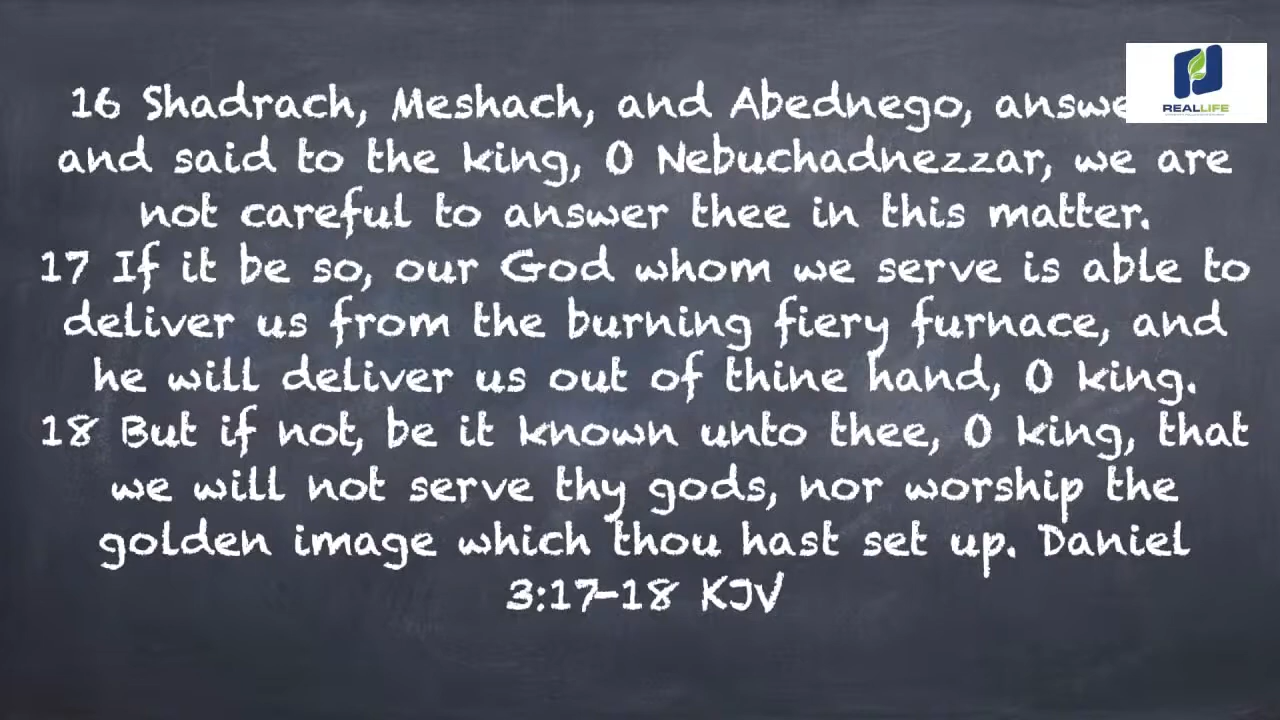 16 Shadrach, Meshach, and Abednego,
REALLIFE
and said to the king, O Nebuchadnezzar, we are
not careful to answer thee in this matter.
17 If it be so, our God whom we serve is able to
deliver us from the burning fiery furnace, and
he will deliver us out of thine hand, O king.
18 But if not, be it known unto thee, O king, that
we will not serve thy gods, nor worship the
golden image which thou hast set up. Daniel
3:17-18 KJV